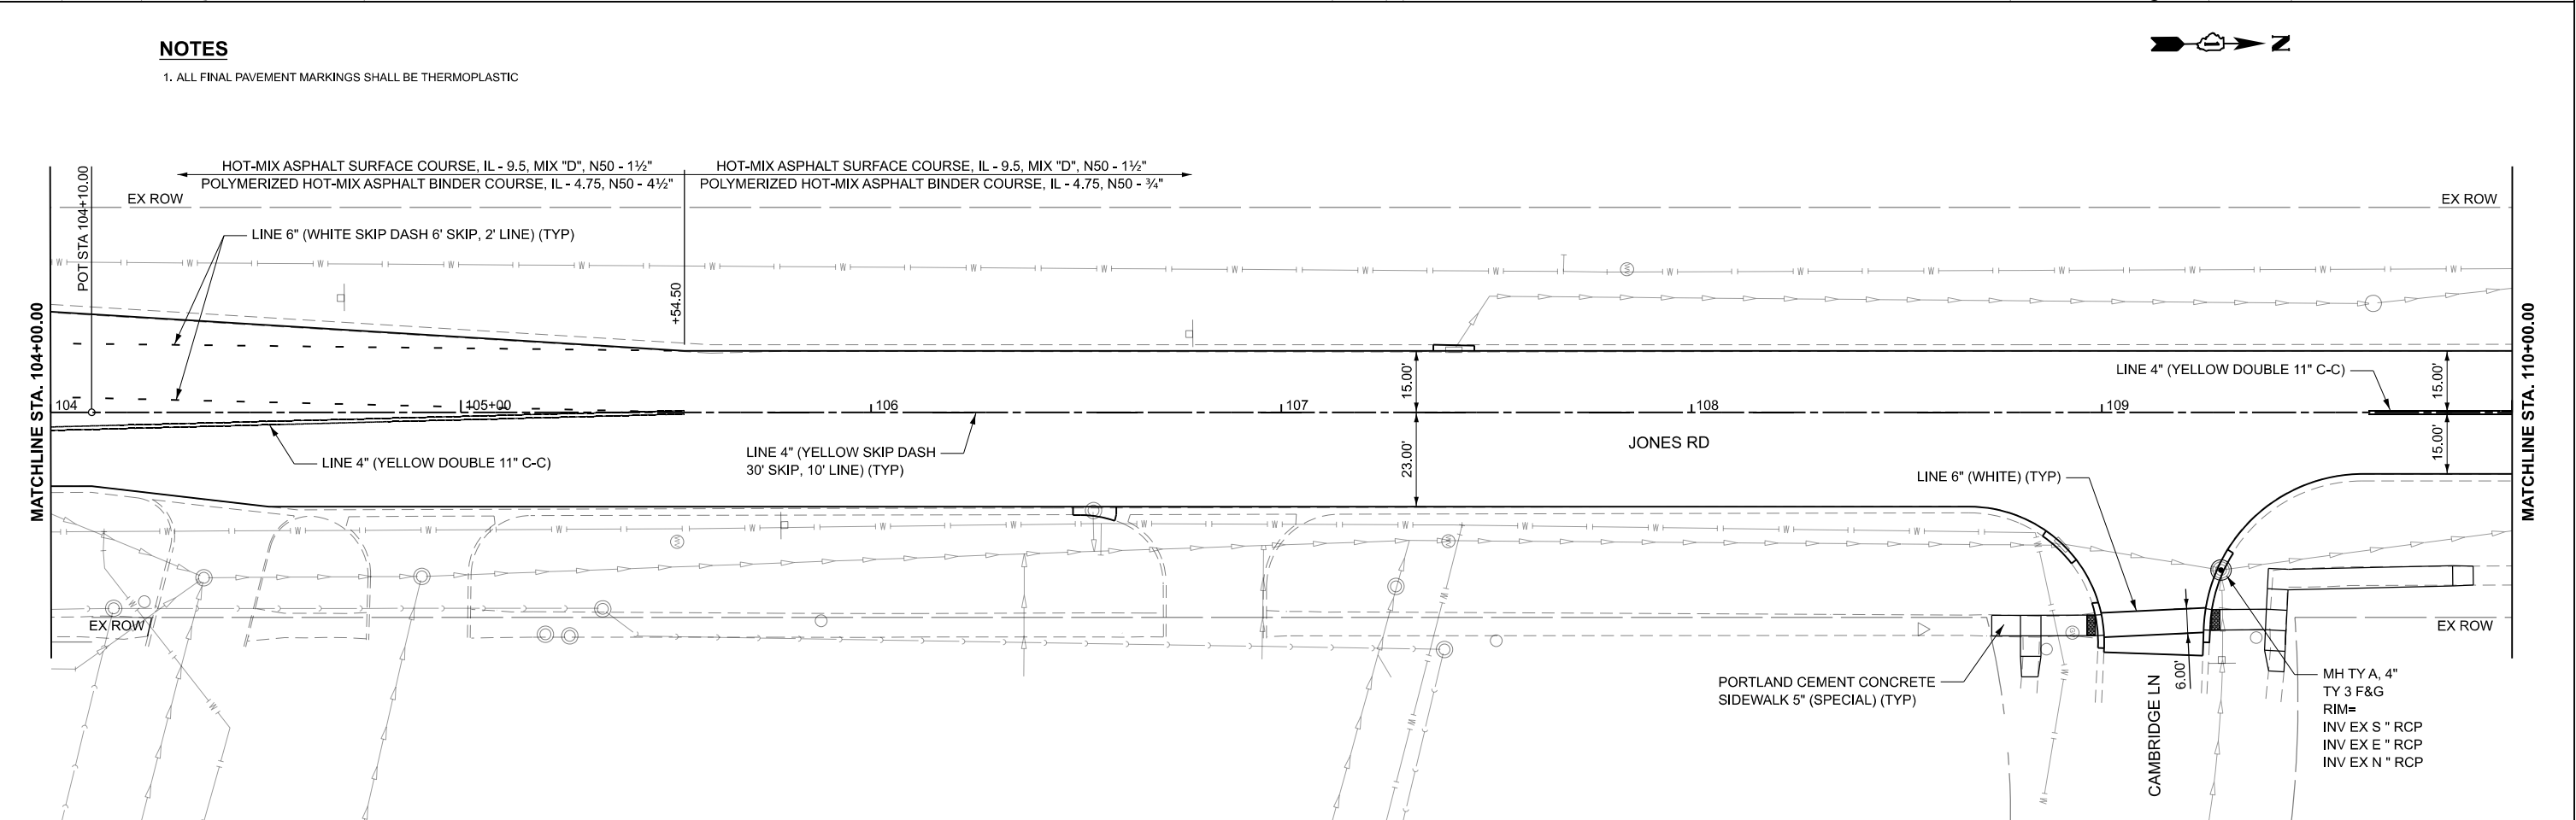 NOTES
1. ALL FINAL PAVEMENT MARKINGS SHALL BE THERMOPLASTIC
N
HOT-MIX ASPHALT SURFACE COURSE, IL - 9.5, MIX "D", N50 - 1½"
POLYMERIZED HOT-MIX ASPHALT BINDER COURSE, IL - 4.75, N50 - 4½"
HOT-MIX ASPHALT SURFACE COURSE, IL - 9.5, MIX "D", N50 - 1½"
POLYMERIZED HOT-MIX ASPHALT BINDER COURSE, IL - 4.75, N50 - ¾"
POT STA 104+10.00
EX ROW
EX ROW
LINE 6" (WHITE SKIP DASH 6' SKIP, 2' LINE) (TYP)
+54.50
MATCHLINE STA. 104+00.00
MATCHLINE STA. 110+00.00
15.00'
LINE 4" (YELLOW DOUBLE 11" C-C)
15.00'
104
105+00
106
107
108
109
LINE 4" (YELLOW DOUBLE 11" C-C)
LINE 4" (YELLOW SKIP DASH
30' SKIP, 10' LINE) (TYP)
23.00'
JONES RD
15.00'
LINE 6" (WHITE) (TYP)
EX ROW
EX ROW
PORTLAND CEMENT CONCRETE
SIDEWALK 5" (SPECIAL) (TYP)
CAMBRIDGE LN
6.00'
MH TY A, 4"
TY 3 F&G
RIM=
INV EX S " RCP
INV EX E " RCP
INV EX N " RCP